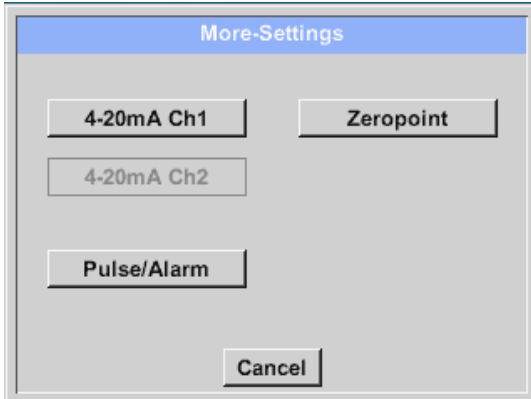 More-Settings
4-20mA Ch1
Zeropoint
4-20mA Ch2
Pulse/Alarm
Cancel